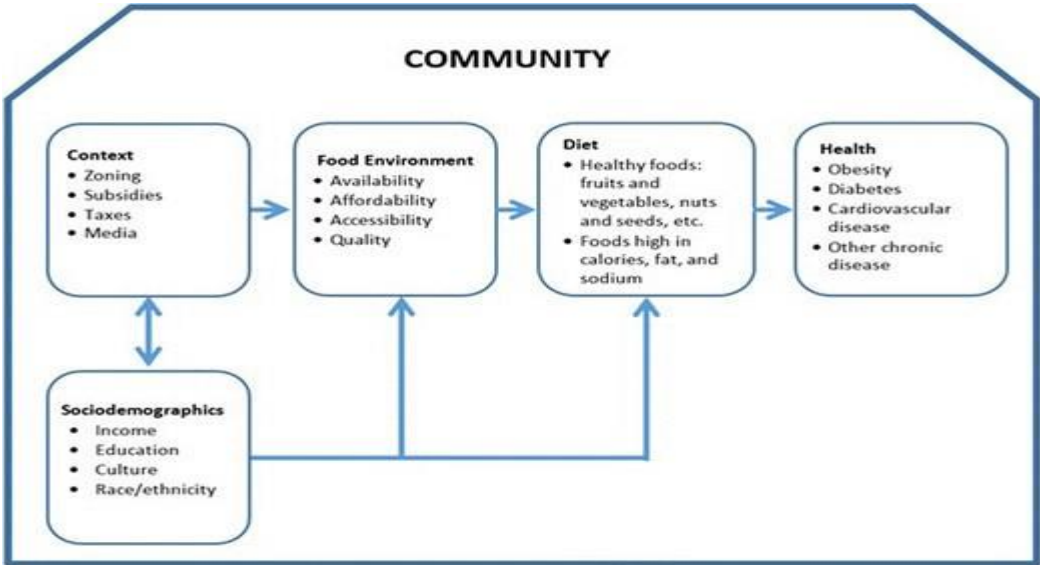 COMMUNITY
Context
• Zoning
• Subsidies
• Taxes
• Media
Food Environment
• Availability
• Affordability
• Accessibility
• Quality
Diet
• Healthy foods:
fruits and
vegetables, nuts
and seeds, etc.
• Foods high in
calories, fat, and
sodium
Health
• Obesity
• Diabetes
• Cardiovascular
disease
• Other chronic
disease
Sociodemographics
• Income
• Education
• Culture
• Race/ethnicity